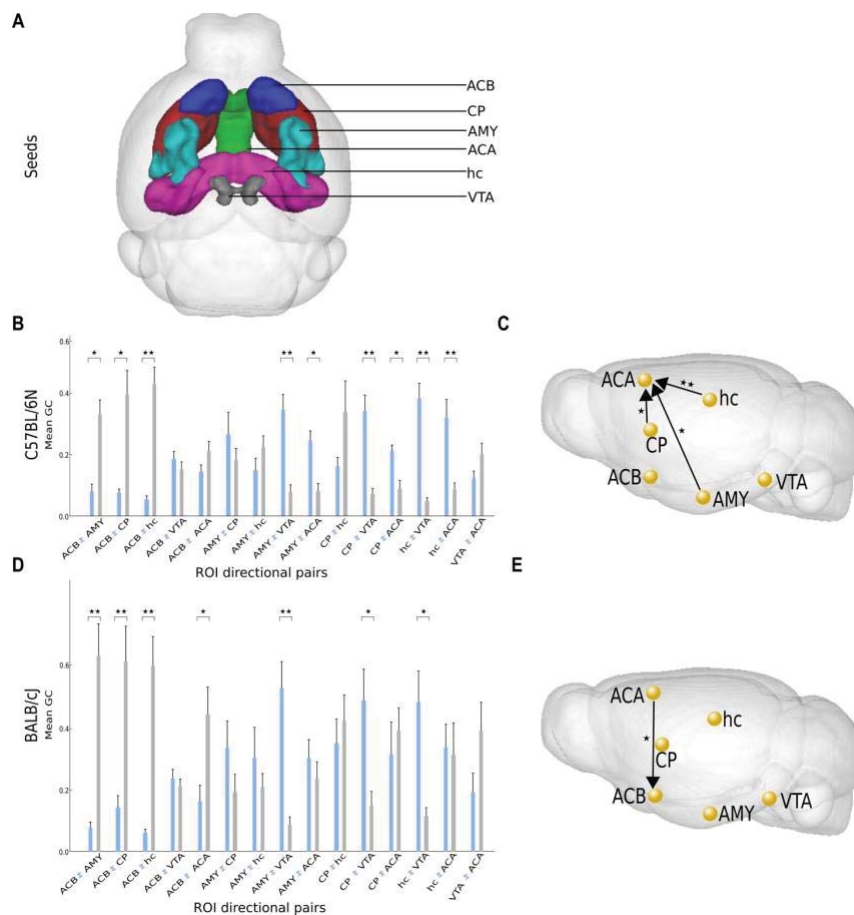 A
Seeds
ACB
CP
AMY
ACA
hc
VTA
B
C57BL/6N
Mean GC
0.6
0.4
0.2
0.0
* * ** ** * ** * ** **
ACB ⇄ AMY
ACB ⇄ CP
ACB ⇄ hc
ACB ⇄ VTA
ACB ⇄ ACA
AMY ⇄ CP
AMY ⇄ hc
AMY ⇄ VTA
AMY ⇄ ACA
CP ⇄ hc
CP ⇄ VTA
CP ⇄ ACA
hc ⇄ VTA
hc ⇄ ACA
VTA ⇄ ACA
ROI directional pairs
C
ACA
**
hc
*
*
CP
ACB
VTA
AMY
D
BALB/cJ
Mean GC
0.6
0.4
0.2
0.0
** ** ** * ** * *
ACB ⇄ AMY
ACB ⇄ CP
ACB ⇄ hc
ACB ⇄ VTA
ACB ⇄ ACA
AMY ⇄ CP
AMY ⇄ hc
AMY ⇄ VTA
AMY ⇄ ACA
CP ⇄ hc
CP ⇄ VTA
CP ⇄ ACA
hc ⇄ VTA
hc ⇄ ACA
VTA ⇄ ACA
ROI directional pairs
E
ACA
hc
*
CP
ACB
VTA
AMY